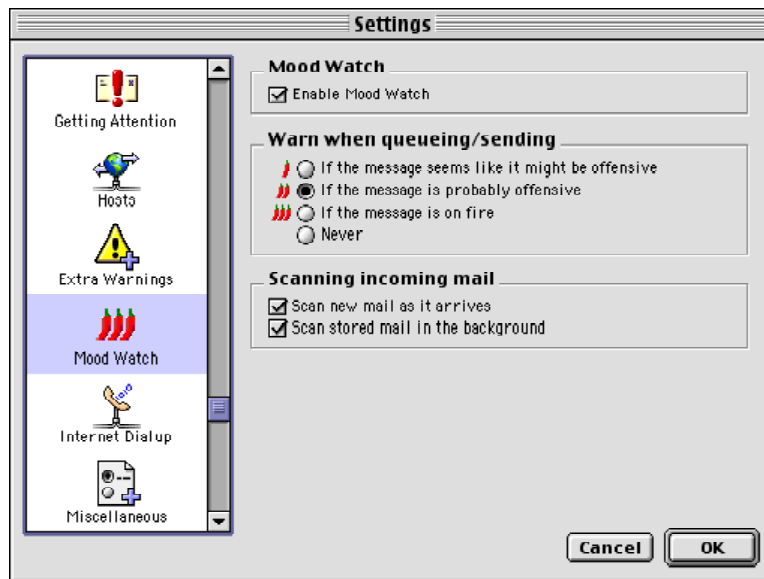 Settings
Getting Attention
Hosts
Extra Warnings
Mood Watch
Internet Dialup
Miscellaneous
Mood Watch
Enable Mood Watch
Warn when queueing/sending
If the message seems like it might be offensive
If the message is probably offensive
If the message is on fire
Never
Scanning incoming mail
Scan new mail as it arrives
Scan stored mail in the background
Cancel
OK